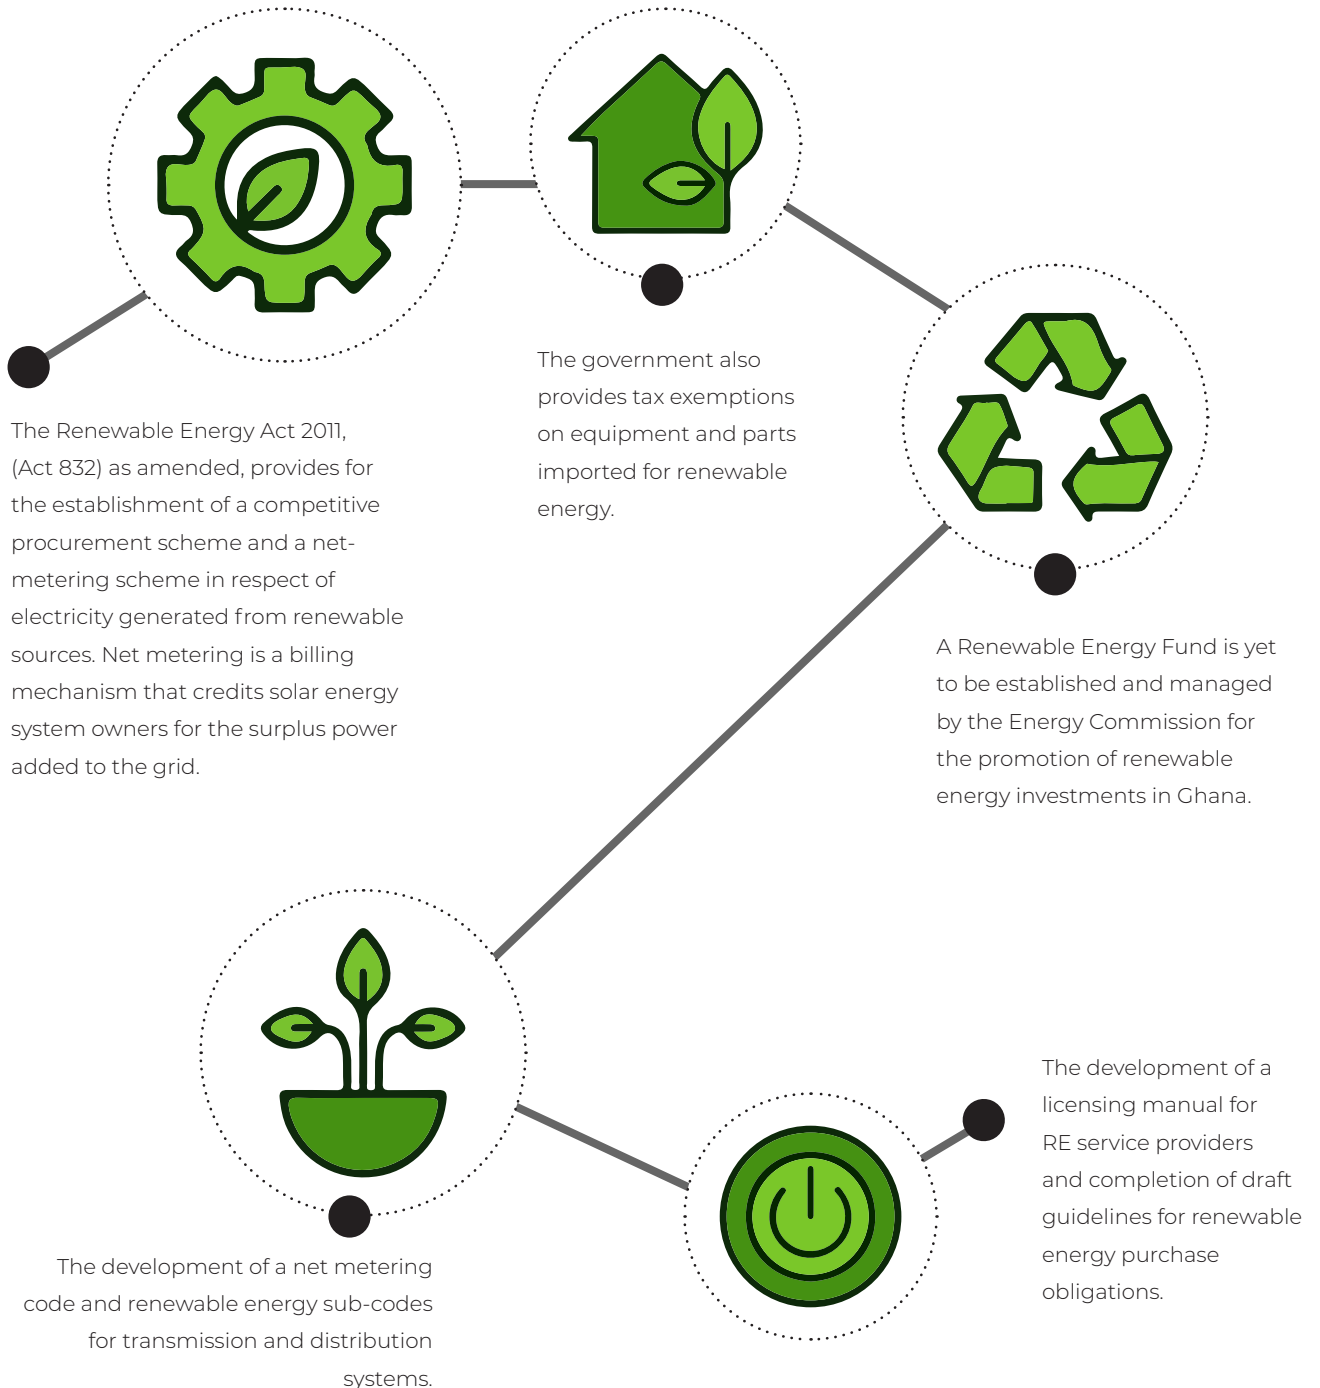 The Renewable Energy Act 2011,
(Act 832) as amended, provides for
the establishment of a competitive
procurement scheme and a net-
metering scheme in respect of
electricity generated from renewable
sources. Net metering is a billing
mechanism that credits solar energy
system owners for the surplus power
added to the grid.
The government also
provides tax exemptions
on equipment and parts
imported for renewable
energy.
A Renewable Energy Fund is yet
to be established and managed
by the Energy Commission for
the promotion of renewable
energy investments in Ghana.
The development of a net metering
code and renewable energy sub-codes
for transmission and distribution
systems.
The development of a
licensing manual for
RE service providers
and completion of draft
guidelines for renewable
energy purchase
obligations.